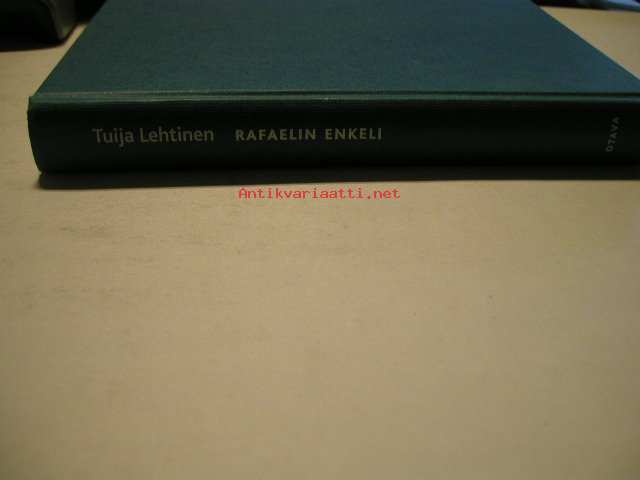 Tuija Lehtinen RAFAELIN ENKELI
OTAVA
Antikvariaatti.net